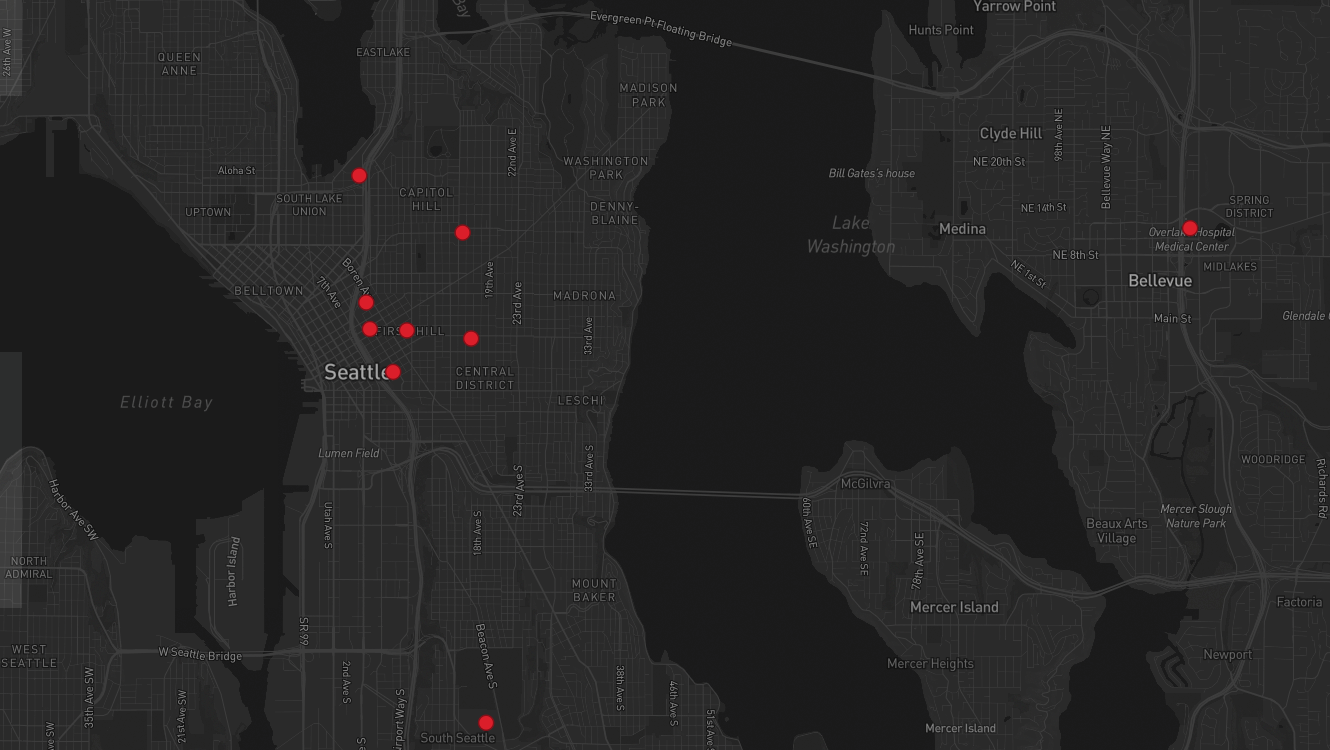 Bay
Evergreen Pt Floating Bridge
Yarrow Point
Hunts Point
26th Ave W
QUEEN
ANNE
EASTLAKE
MADISON
PARK
Clyde Hill
98th Ave NE
Bellevue Way NE
NE 20th St
22nd Ave E
WASHINGTON
PARK
Aloha St
Bill Gates's house
CAPITOL
HILL
SOUTH LAKE
UNION
UPTOWN
DENNY-
BLAINE
NE 14th St
SPRING
DISTRICT
Lake
Washington
Medina
Hospital
Medical Center
NE 8th St
MIDLAKES
NE 1st St
Bellevue
Boren
7th Ave
19th Ave
23rd Ave
BELLTOWN
MADRONA
Main St
Glendale
33rd Ave
HILL
Seattle
CENTRAL
DISTRICT
Elliott Bay
LESCHI
Lumen Field
33rd Ave S
23rd Ave S
McGilvra
WOODRIDGE
Richards Rd
Harbor Ave SW
Utah Ave S
18th Ave S
60th Ave SE
72nd Ave SE
78th Ave SE
Mercer Slough
Nature Park
Beaux Arts
Village
NORTH
ADMIRAL
Harbor Island
MOUNT
BAKER
Mercer Island
Factoria
SR 99
Beacon Ave S
WEST
SEATTLE
W Seattle Bridge
Mercer Heights
Newport
35th Ave SW
21st Ave SW
2nd Ave S
38th Ave S
46th Ave S
51st Ave
South Seattle
Mercer Island